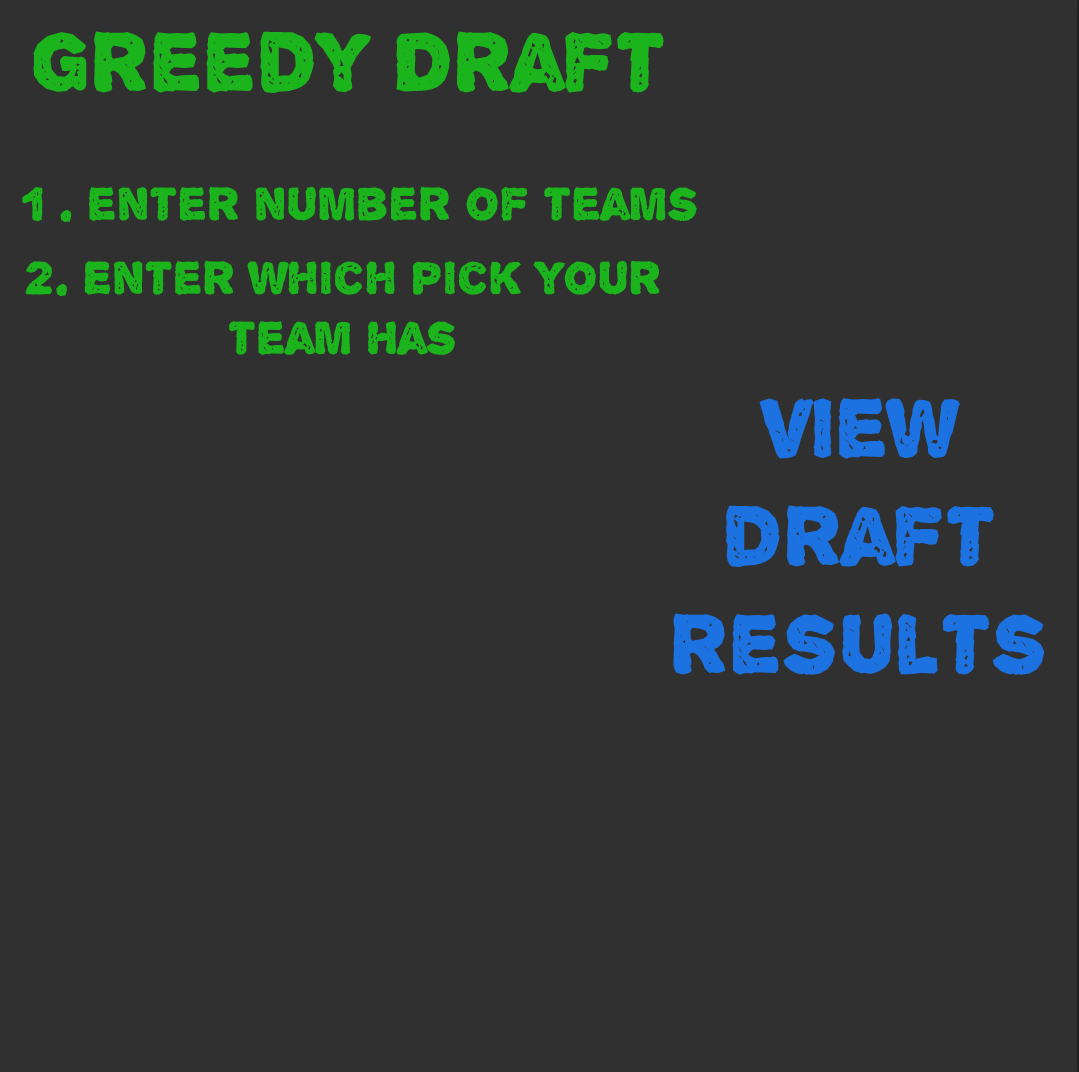 GREEDY DRAFT
1. ENTER NUMBER OF TEAMS
2. ENTER WHICH PICK YOUR
TEAM HAS
VIEW
DRAFT
RESULTS